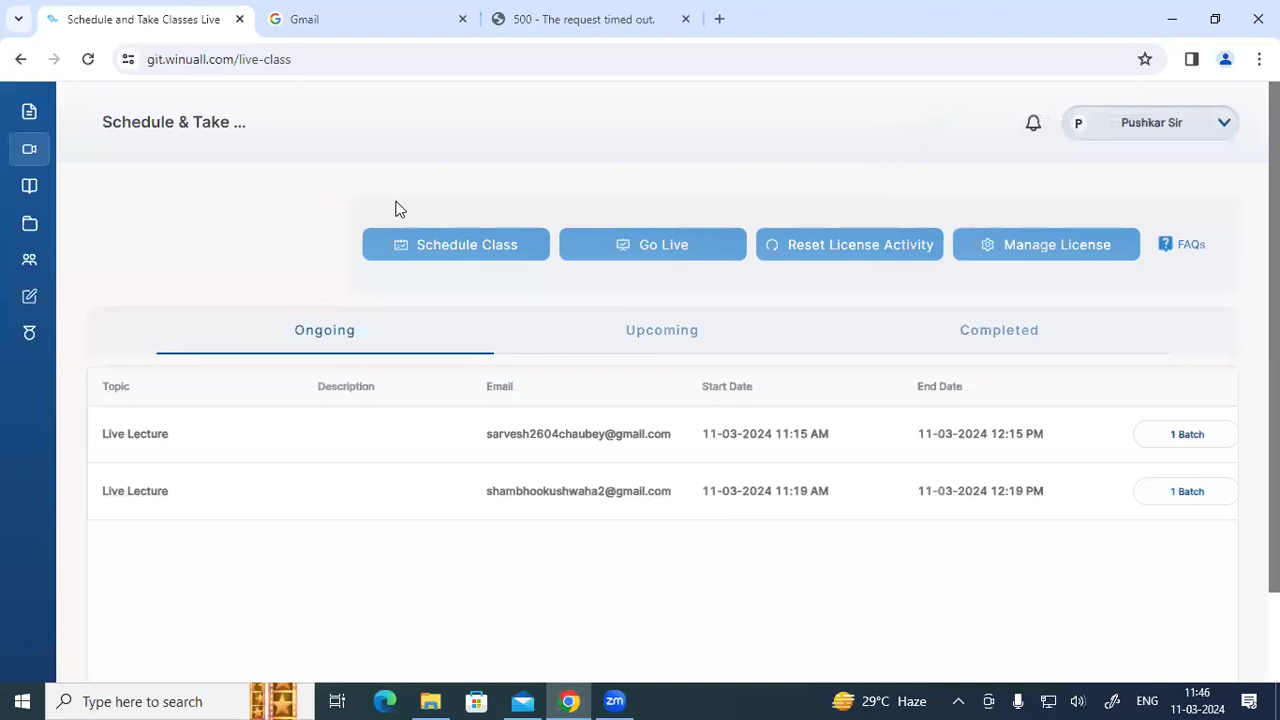 Schedule and Take Classes Live
Gmail
500 - The request timed out.
git.winuall.com/live-class
Schedule & Take ...
P Pushkar Sir
Schedule Class
Go Live
Reset License Activity
Manage License
FAQs
Ongoing
Upcoming
Completed
Topic Description Email Start Date End Date
Live Lecture sarvesh2604chaubey@gmail.com 11-03-2024 11:15 AM 11-03-2024 12:15 PM 1 Batch
Live Lecture shambhookushwaha2@gmail.com 11-03-2024 11:19 AM 11-03-2024 12:19 PM 1 Batch
Type here to search
zm
29°C Haze
ENG
11:46
11-03-2024